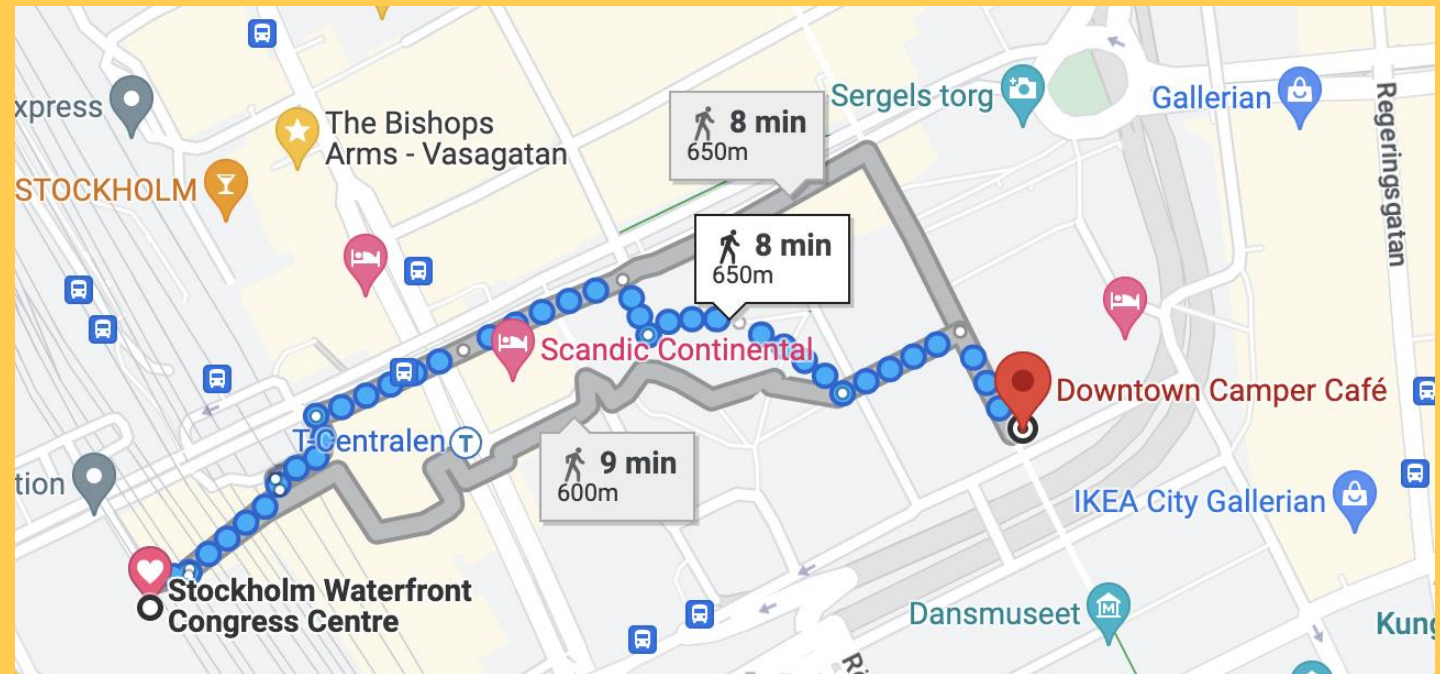 xpress
The Bishops
Arms - Vasagatan
STOCKHOLM
8 min
650m
Sergels torg
Gallerian
Regeringsgatan
8 min
650m
Scandic Continental
T-Centralen T
Downtown Camper Café
9 min
600m
tion
IKEA City Gallerian
Stockholm Waterfront
Congress Centre
Dansmuseet M
Kung